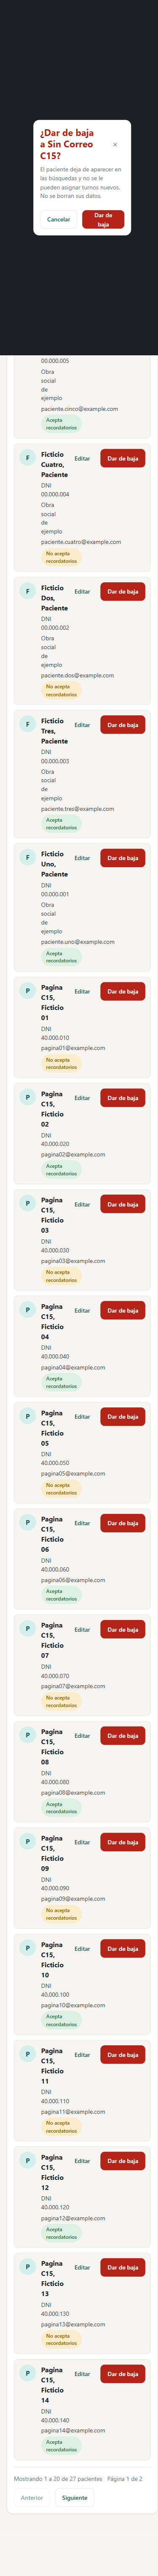 ¿Dar de baja
a Sin Correo
C15?
×
El paciente deja de aparecer en
las búsquedas y no se le
pueden asignar turnos nuevos.
No se borran sus datos.
Cancelar
Dar de
baja
00.000.005
Obra
social
de
ejemplo
paciente.cinco@example.com
Acepta
recordatorios
F
Ficticio
Cuatro,
Paciente
Editar
Dar de baja
DNI
00.000.004
Obra
social
de
ejemplo
paciente.cuatro@example.com
No acepta
recordatorios
F
Ficticio
Dos,
Paciente
Editar
Dar de baja
DNI
00.000.002
Obra
social
de
ejemplo
paciente.dos@example.com
No acepta
recordatorios
F
Ficticio
Tres,
Paciente
Editar
Dar de baja
DNI
00.000.003
Obra
social
de
ejemplo
paciente.tres@example.com
Acepta
recordatorios
F
Ficticio
Uno,
Paciente
Editar
Dar de baja
DNI
00.000.001
Obra
social
de
ejemplo
paciente.uno@example.com
Acepta
recordatorios
P
Pagina
C15,
Ficticio
01
Editar
Dar de baja
DNI
40.000.010
pagina01@example.com
No acepta
recordatorios
P
Pagina
C15,
Ficticio
02
Editar
Dar de baja
DNI
40.000.020
pagina02@example.com
Acepta
recordatorios
P
Pagina
C15,
Ficticio
03
Editar
Dar de baja
DNI
40.000.030
pagina03@example.com
No acepta
recordatorios
P
Pagina
C15,
Ficticio
04
Editar
Dar de baja
DNI
40.000.040
pagina04@example.com
Acepta
recordatorios
P
Pagina
C15,
Ficticio
05
Editar
Dar de baja
DNI
40.000.050
pagina05@example.com
No acepta
recordatorios
P
Pagina
C15,
Ficticio
06
Editar
Dar de baja
DNI
40.000.060
pagina06@example.com
Acepta
recordatorios
P
Pagina
C15,
Ficticio
07
Editar
Dar de baja
DNI
40.000.070
pagina07@example.com
No acepta
recordatorios
P
Pagina
C15,
Ficticio
08
Editar
Dar de baja
DNI
40.000.080
pagina08@example.com
Acepta
recordatorios
P
Pagina
C15,
Ficticio
09
Editar
Dar de baja
DNI
40.000.090
pagina09@example.com
No acepta
recordatorios
P
Pagina
C15,
Ficticio
10
Editar
Dar de baja
DNI
40.000.100
pagina10@example.com
Acepta
recordatorios
P
Pagina
C15,
Ficticio
11
Editar
Dar de baja
DNI
40.000.110
pagina11@example.com
No acepta
recordatorios
P
Pagina
C15,
Ficticio
12
Editar
Dar de baja
DNI
40.000.120
pagina12@example.com
Acepta
recordatorios
P
Pagina
C15,
Ficticio
13
Editar
Dar de baja
DNI
40.000.130
pagina13@example.com
No acepta
recordatorios
P
Pagina
C15,
Ficticio
14
Editar
Dar de baja
DNI
40.000.140
pagina14@example.com
Acepta
recordatorios
Mostrando 1 a 20 de 27 pacientes Página 1 de 2
Anterior
Siguiente